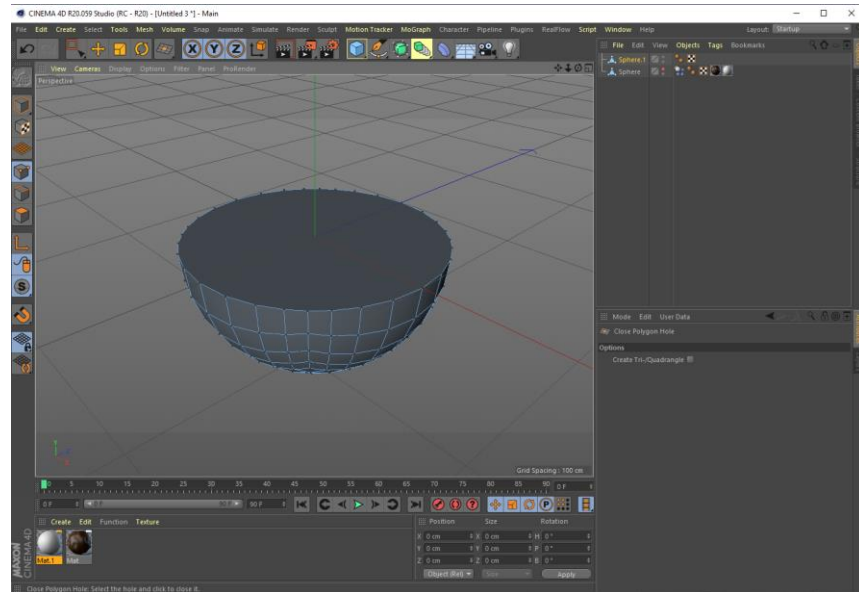 CINEMA 4D R20.059 Studio (RC - R20) - [Untitled 3 *] - Main
File Edit Create Select Tools Mesh Volume Snap Animate Simulate Render Sculpt Motion Tracker MoGraph Character Pipeline Plugins RealFlow Script Window Help Layout: Startup
File Edit View Objects Tags Bookmarks
View Cameras Display Options Filter Panel ProRender
Perspective
Sphere.1
Sphere
Mode Edit User Data
Close Polygon Hole
Options
Create Tri-/Quadrangle
Grid Spacing : 100 cm
0 5 10 15 20 25 30 35 40 45 50 55 60 65 70 75 80 85 90 0 F
0 F 0 F 90 F 90 F
Create Edit Function Texture
Mat.1 Mat
Position Size Rotation
X 0 cm X 0 cm H 0°
Y 0 cm Y 0 cm P 0°
Z 0 cm Z 0 cm B 0°
Object (Rel) Size Apply
MAXON
CINEMA 4D
Close Polygon Hole: Select the hole and click to close it.